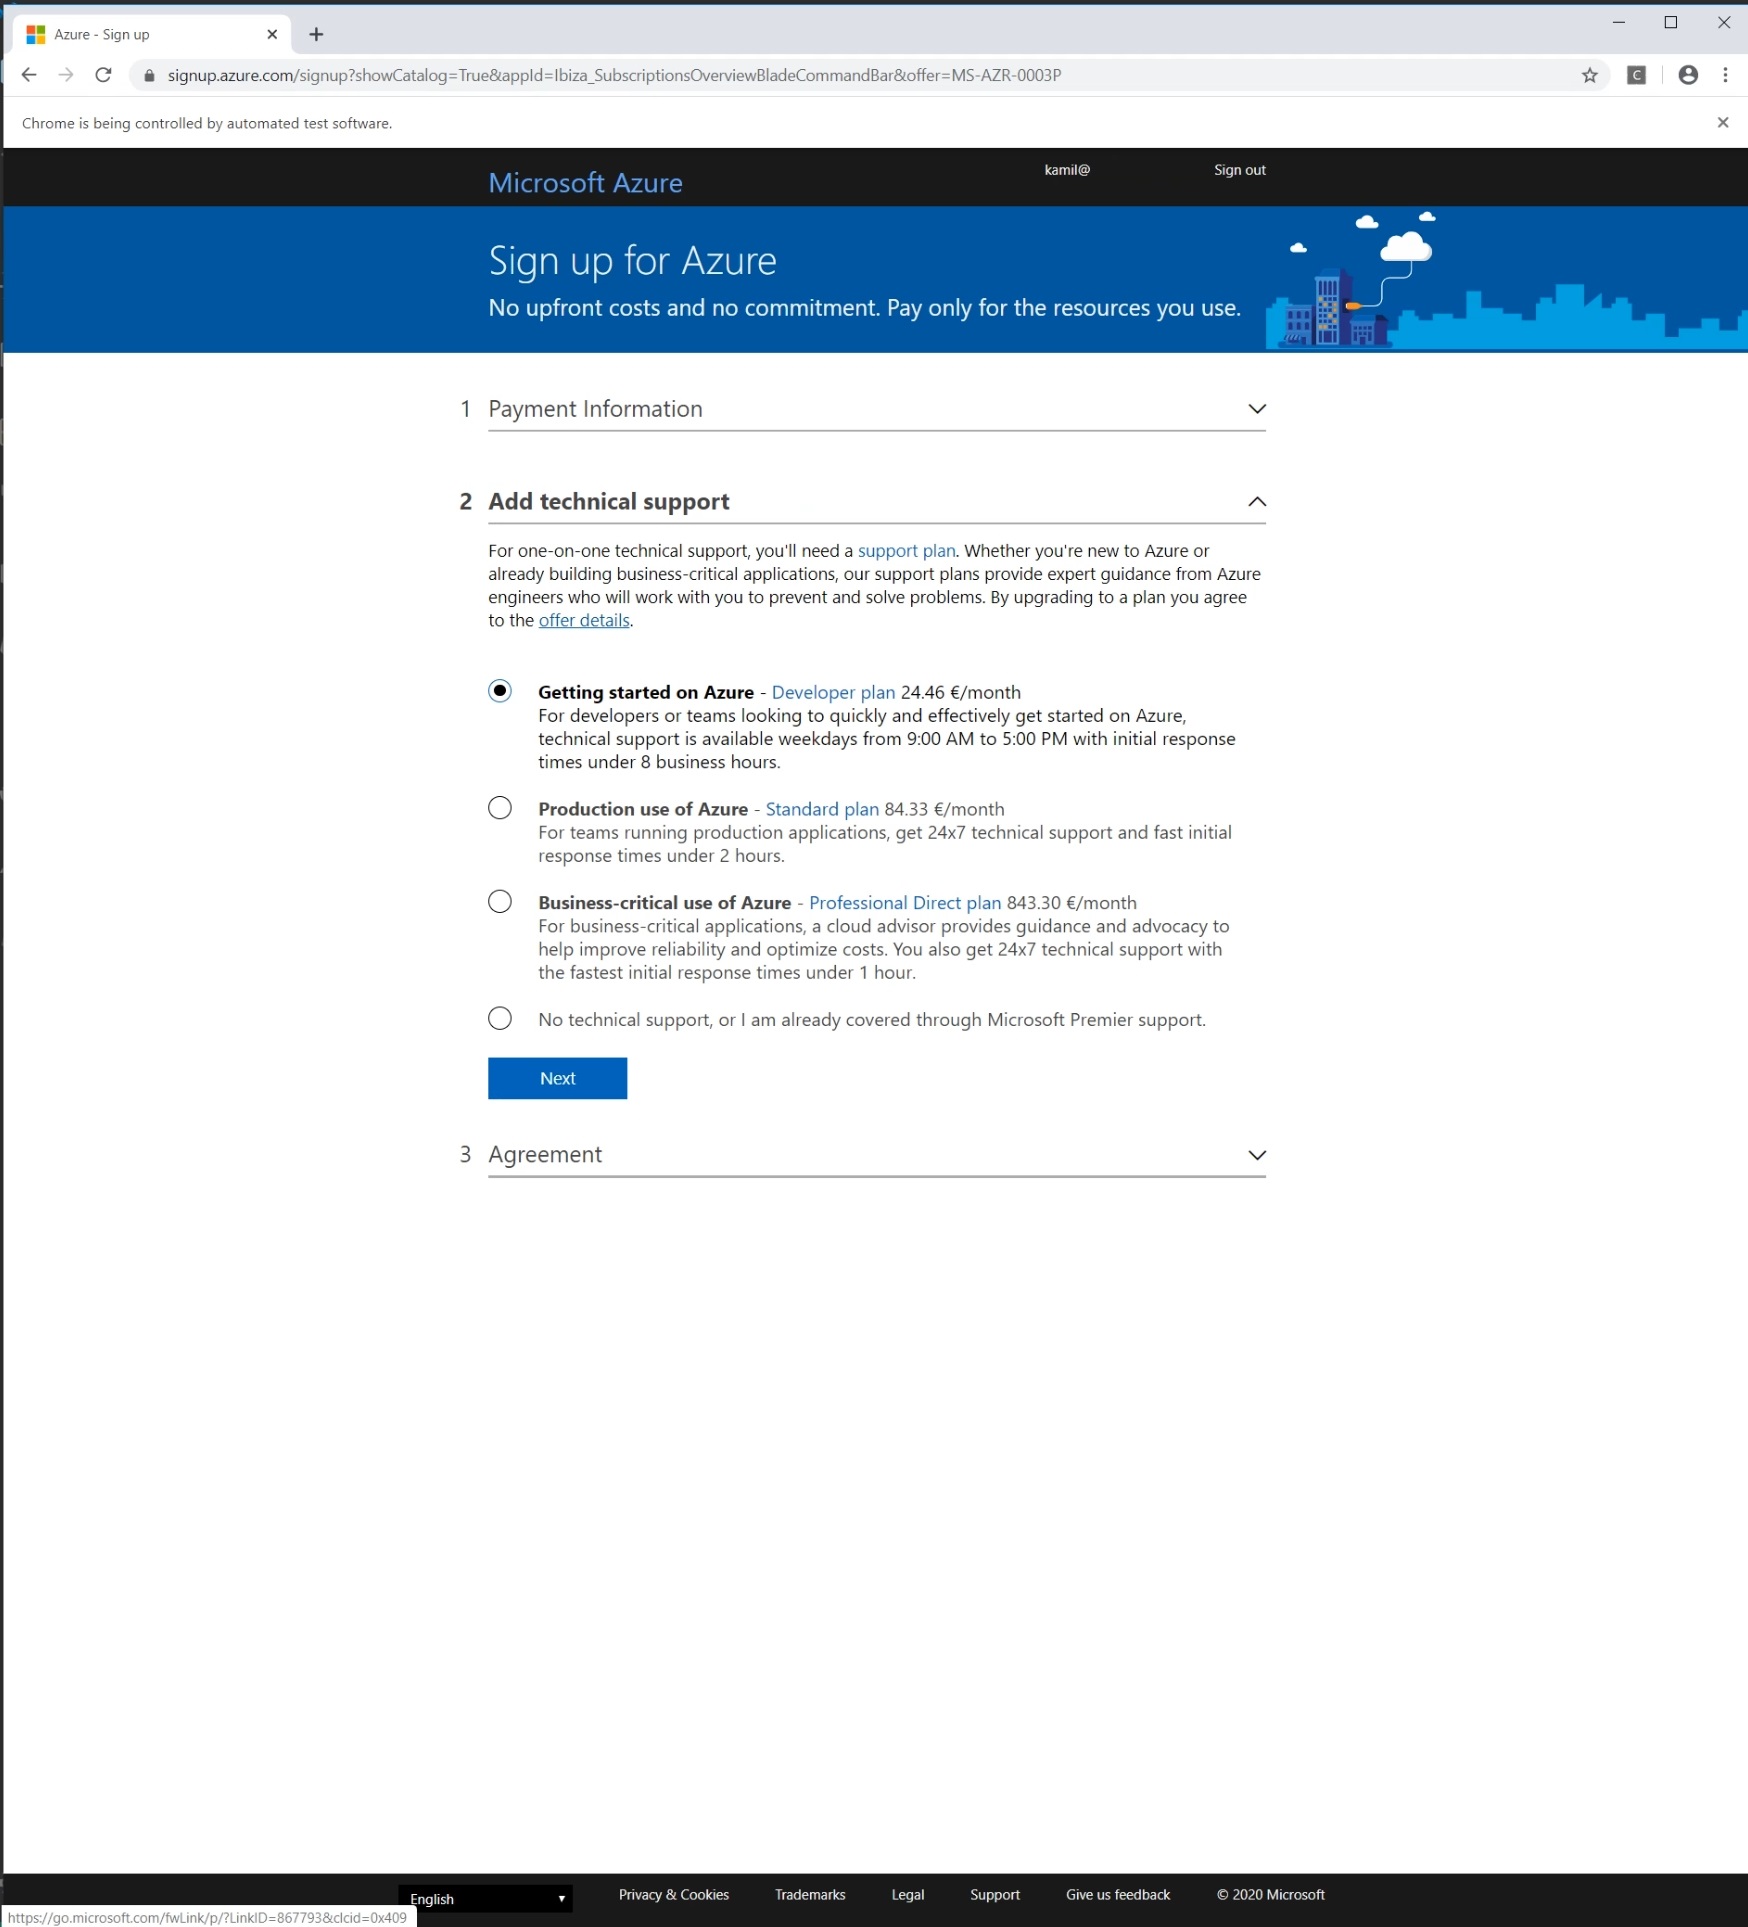 Azure - Sign up
signup.azure.com/signup?showCatalog=True&appId=Ibiza_SubscriptionsOverviewBladeCommandBar&offer=MS-AZR-0003P
C
Chrome is being controlled by automated test software.
Microsoft Azure
kamil@
Sign out
Sign up for Azure
No upfront costs and no commitment. Pay only for the resources you use.
1 Payment Information
2 Add technical support
For one-on-one technical support, you'll need a support plan. Whether you're new to Azure or
already building business-critical applications, our support plans provide expert guidance from Azure
engineers who will work with you to prevent and solve problems. By upgrading to a plan you agree
to the offer details.
Getting started on Azure - Developer plan 24.46 €/month
For developers or teams looking to quickly and effectively get started on Azure,
technical support is available weekdays from 9:00 AM to 5:00 PM with initial response
times under 8 business hours.
Production use of Azure - Standard plan 84.33 €/month
For teams running production applications, get 24x7 technical support and fast initial
response times under 2 hours.
Business-critical use of Azure - Professional Direct plan 843.30 €/month
For business-critical applications, a cloud advisor provides guidance and advocacy to
help improve reliability and optimize costs. You also get 24x7 technical support with
the fastest initial response times under 1 hour.
No technical support, or I am already covered through Microsoft Premier support.
Next
3 Agreement
English
Privacy & Cookies
Trademarks
Legal
Support
Give us feedback
© 2020 Microsoft
https://go.microsoft.com/fwLink/p/?LinkID=867793&clcid=0x409